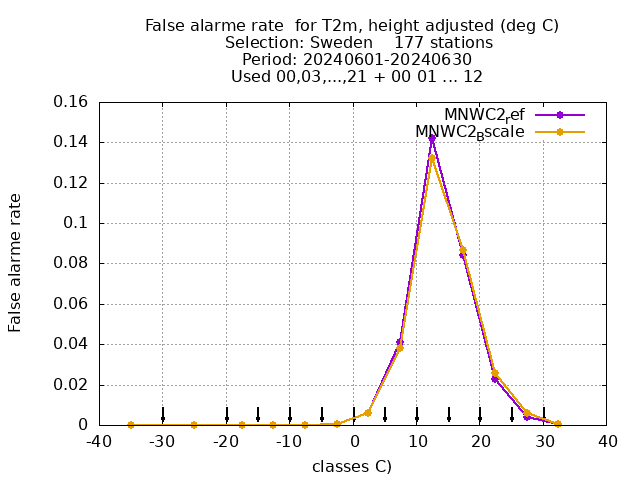 False alarme rate  for T2m, height adjusted (deg C)
Selection: Sweden    177 stations
Period: 20240601-20240630
Used 00,03,...,21 + 00 01 ... 12
MNWC2ref
MNWC2Bscale
0.16
0.14
0.12
0.1
0.08
0.06
0.04
0.02
0
False alarme rate
-40 -30 -20 -10 0 10 20 30 40
classes C)